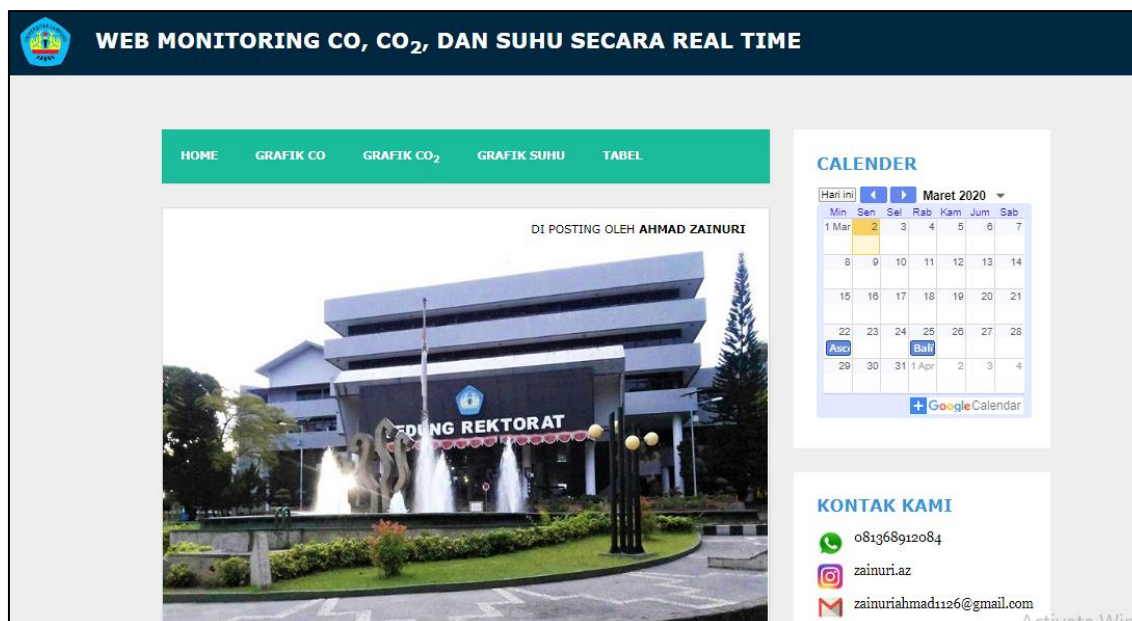 WEB MONITORING CO, CO₂, DAN SUHU SECARA REAL TIME
HOME GRAFIK CO GRAFIK CO₂ GRAFIK SUHU TABEL
DI POSTING OLEH AHMAD ZAINURI
GEDUNG REKTORAT
CALENDER
Hari ini Maret 2020
Min Sen Sel Rab Kam Jum Sab
1 Mar 2 3 4 5 6 7
8 9 10 11 12 13 14
15 16 17 18 19 20 21
22 23 24 25 26 27 28
Asc Bali
29 30 31 1 Apr 2 3 4
+ Google Calendar
KONTAK KAMI
081368912084
zainuri.az
zainuriahmad1126@gmail.com